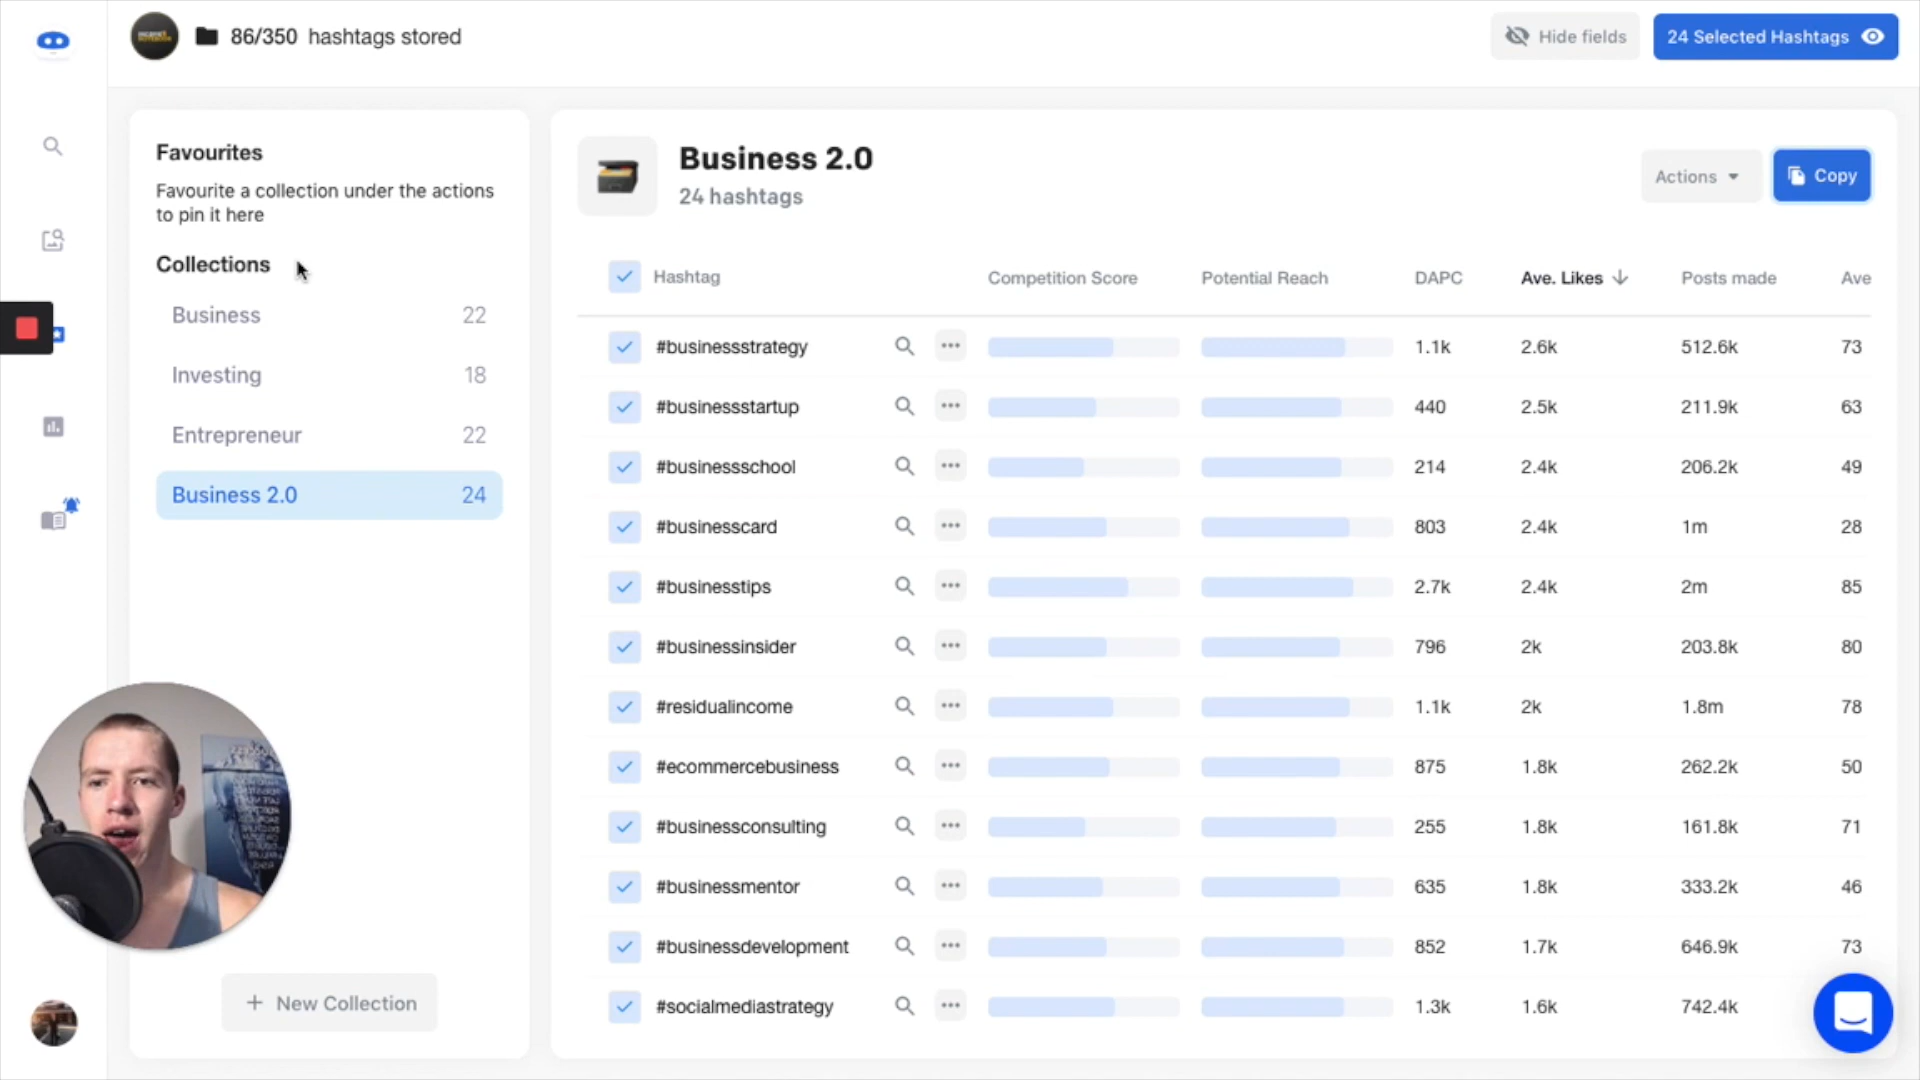 86/350 hashtags stored
Hide fields
24 Selected Hashtags
Favourites
Favourite a collection under the actions
to pin it here
Collections
Business 22
Investing 18
Entrepreneur 22
Business 2.0 24
New Collection
Business 2.0
24 hashtags
Actions
Copy
Hashtag Competition Score Potential Reach DAPC Ave. Likes Posts made Ave
#businessstrategy 1.1k 2.6k 512.6k 73
#businessstartup 440 2.5k 211.9k 63
#businessschool 214 2.4k 206.2k 49
#businesscard 803 2.4k 1m 28
#businesstips 2.7k 2.4k 2m 85
#businessinsider 796 2k 203.8k 80
#residualincome 1.1k 2k 1.8m 78
#ecommercebusiness 875 1.8k 262.2k 50
#businessconsulting 255 1.8k 161.8k 71
#businessmentor 635 1.8k 333.2k 46
#businessdevelopment 852 1.7k 646.9k 73
#socialmediastrategy 1.3k 1.6k 742.4k